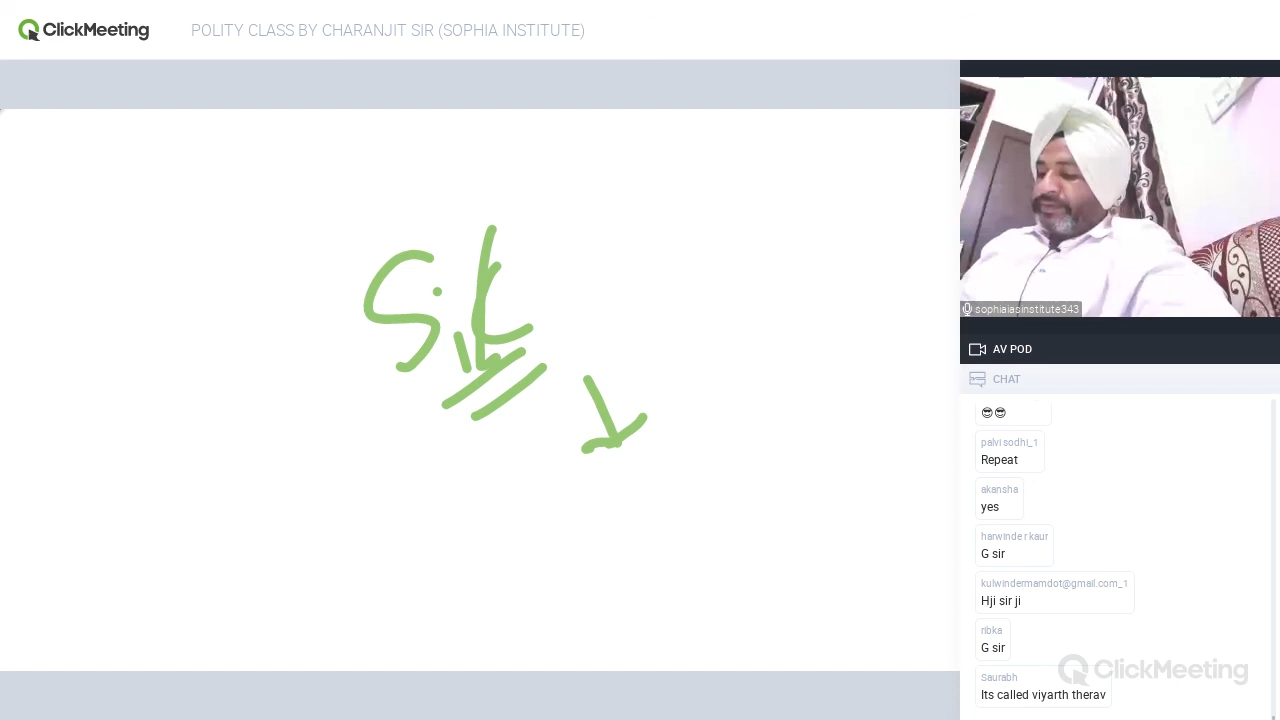 ClickMeeting
POLITY CLASS BY CHARANJIT SIR (SOPHIA INSTITUTE)
sophiaiasinstitute343
AV POD
CHAT
😎😎
palvi sodhi_1
Repeat
akansha
yes
harwinder kaur
G sir
kulwindermamdot@gmail.com_1
Hji sir ji
ribka
G sir
Saurabh
Its called viyarth therav
ClickMeeting